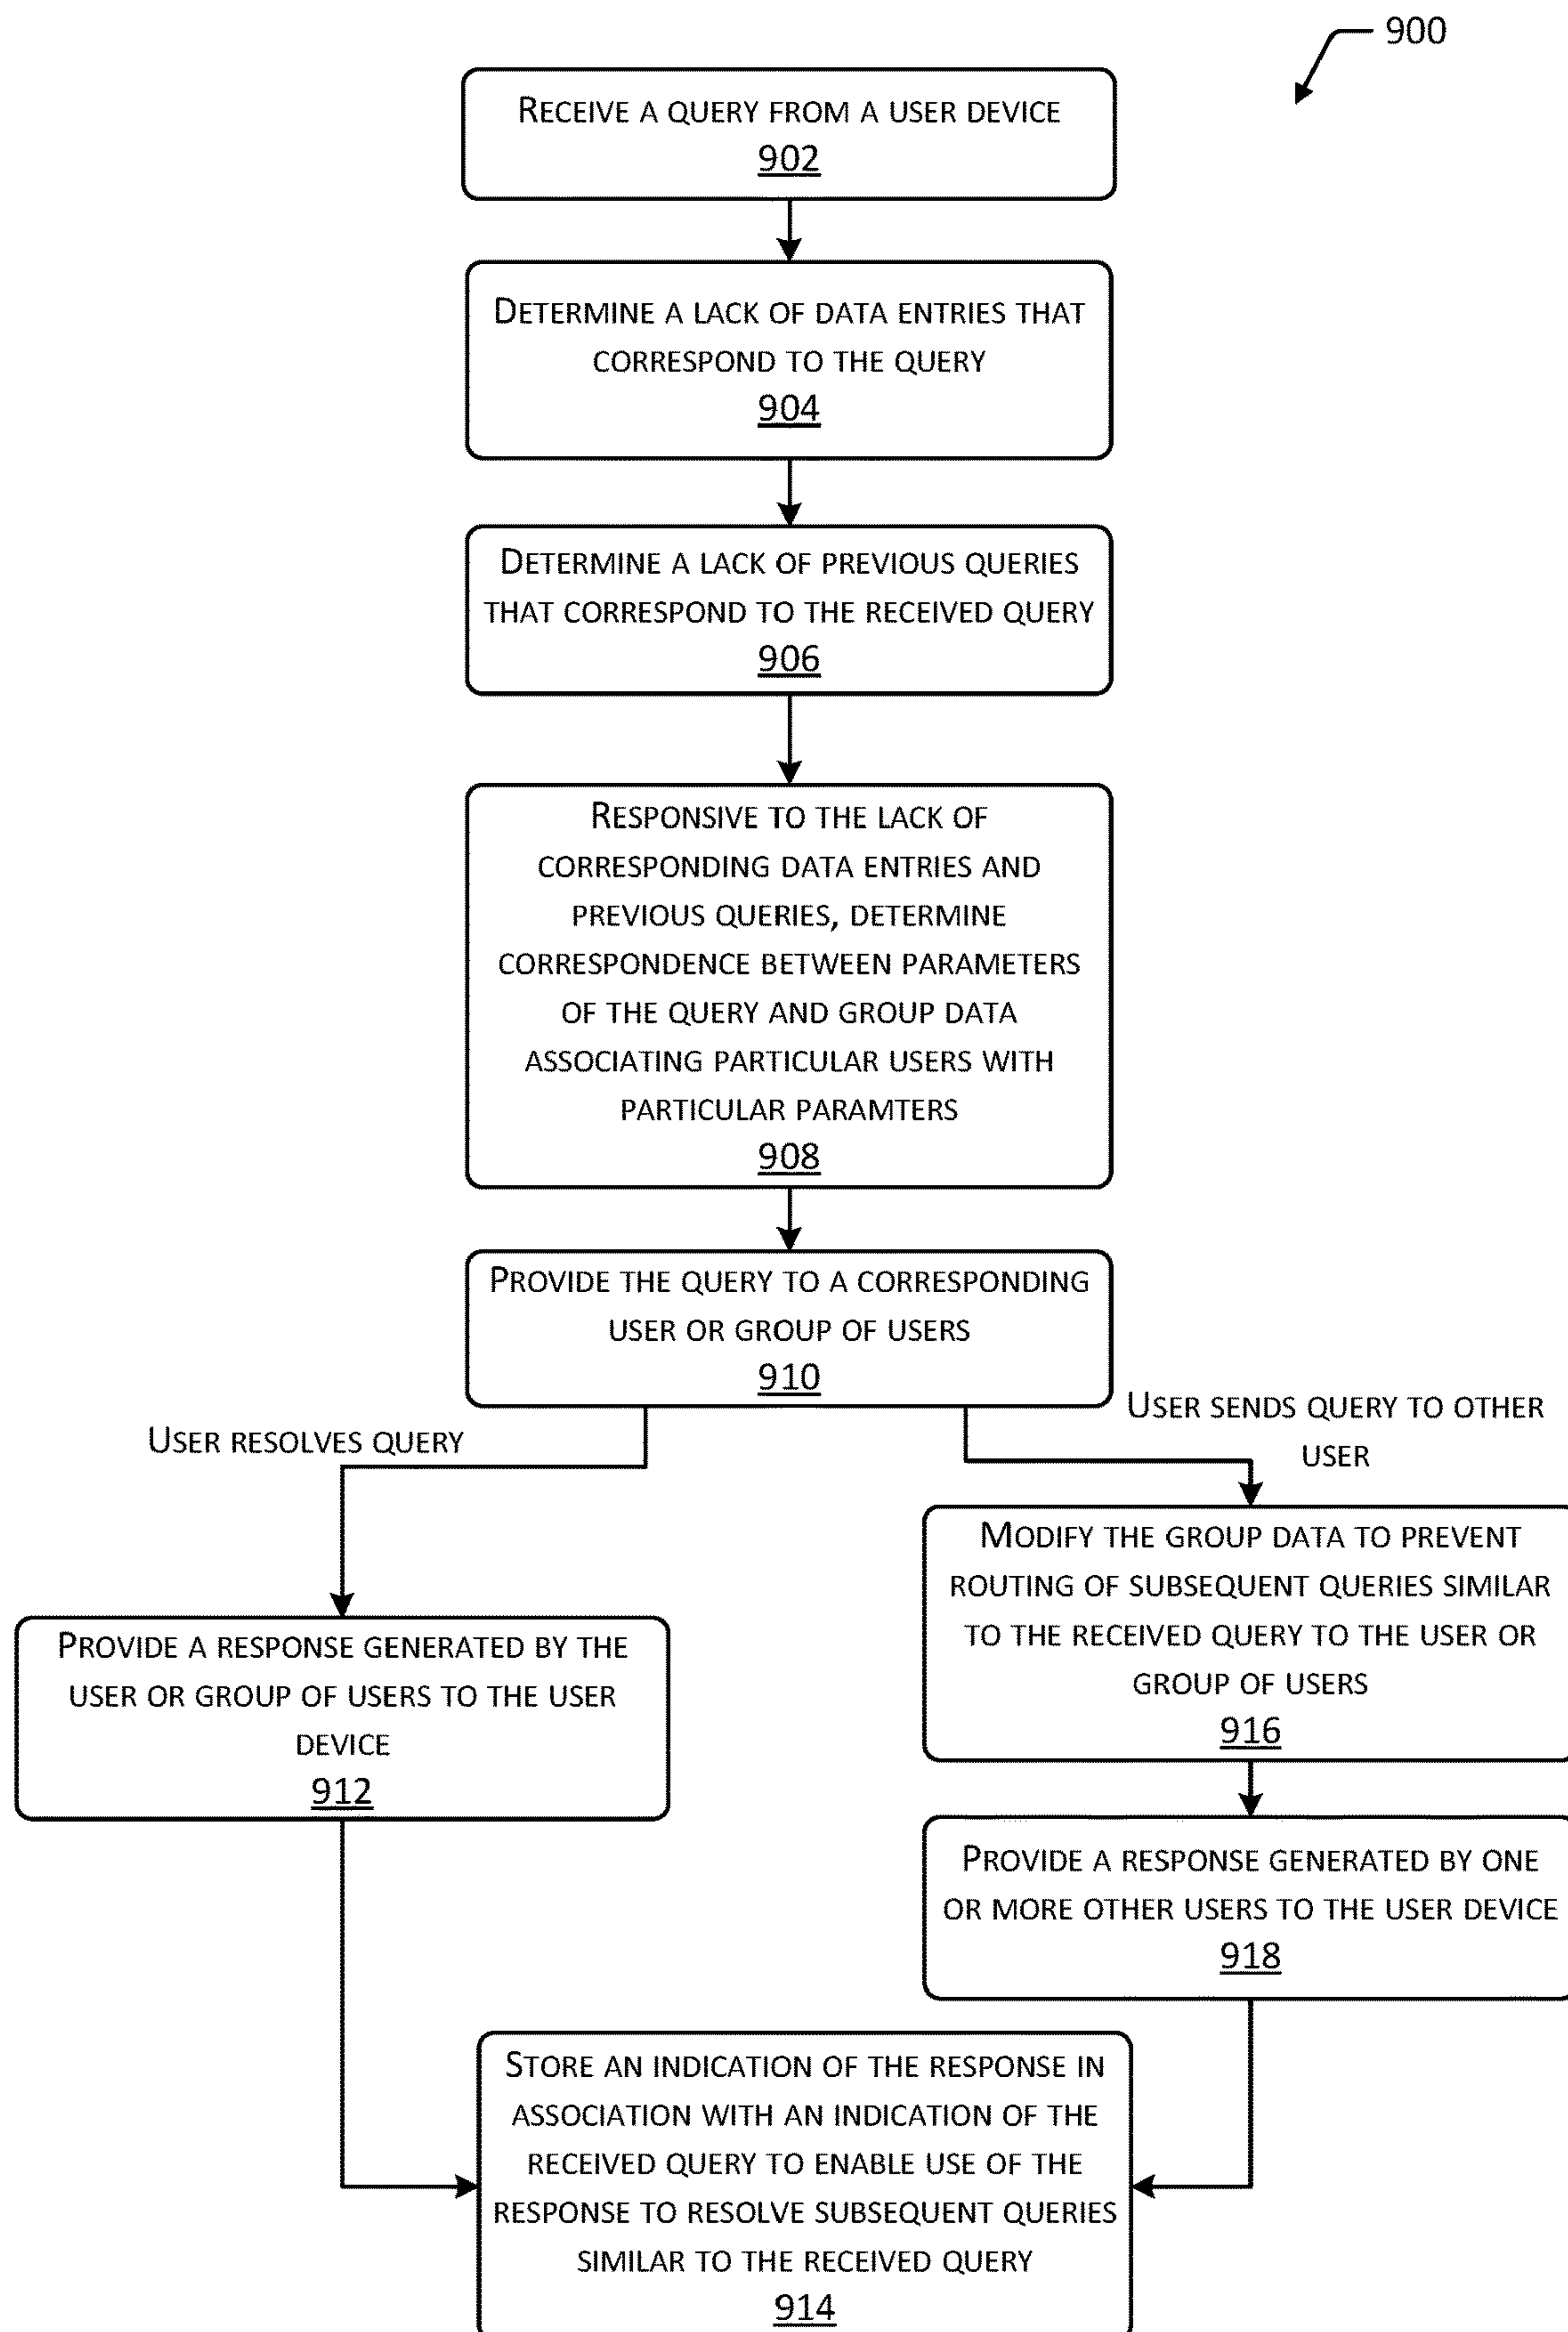 900
RECEIVE A QUERY FROM A USER DEVICE
902
DETERMINE A LACK OF DATA ENTRIES THAT
CORRESPOND TO THE QUERY
904
DETERMINE A LACK OF PREVIOUS QUERIES
THAT CORRESPOND TO THE RECEIVED QUERY
906
RESPONSIVE TO THE LACK OF
CORRESPONDING DATA ENTRIES AND
PREVIOUS QUERIES, DETERMINE
CORRESPONDENCE BETWEEN PARAMETERS
OF THE QUERY AND GROUP DATA
ASSOCIATING PARTICULAR USERS WITH
PARTICULAR PARAMTERS
908
PROVIDE THE QUERY TO A CORRESPONDING
USER OR GROUP OF USERS
910
USER RESOLVES QUERY
USER SENDS QUERY TO OTHER
USER
PROVIDE A RESPONSE GENERATED BY THE
USER OR GROUP OF USERS TO THE USER
DEVICE
912
MODIFY THE GROUP DATA TO PREVENT
ROUTING OF SUBSEQUENT QUERIES SIMILAR
TO THE RECEIVED QUERY TO THE USER OR
GROUP OF USERS
916
PROVIDE A RESPONSE GENERATED BY ONE
OR MORE OTHER USERS TO THE USER DEVICE
918
STORE AN INDICATION OF THE RESPONSE IN
ASSOCIATION WITH AN INDICATION OF THE
RECEIVED QUERY TO ENABLE USE OF THE
RESPONSE TO RESOLVE SUBSEQUENT QUERIES
SIMILAR TO THE RECEIVED QUERY
914